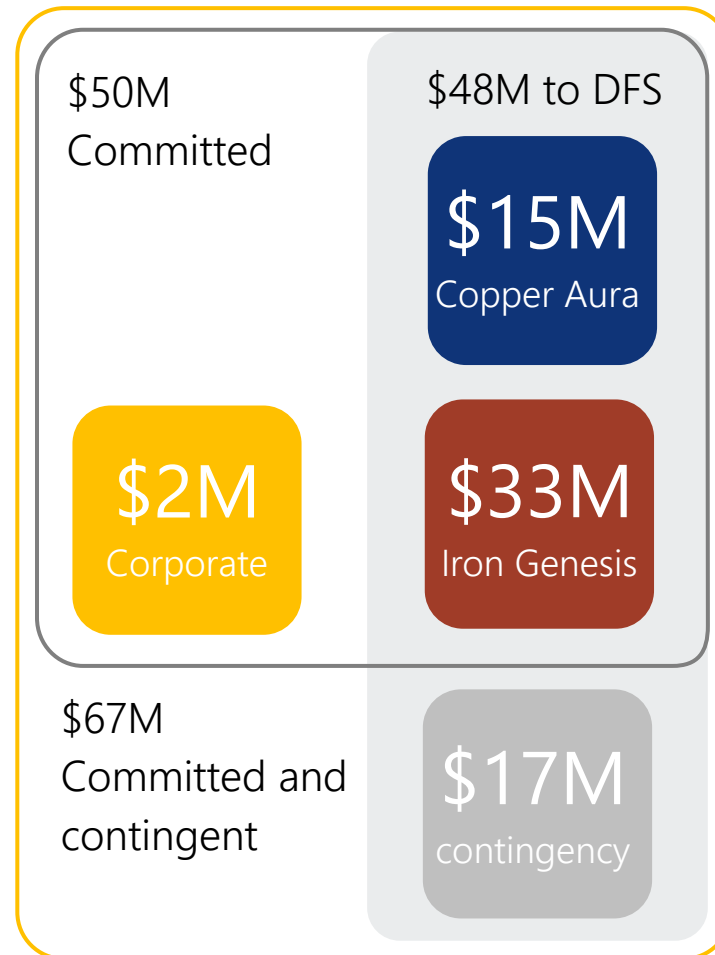 $50M
Committed
$48M to DFS
$15M
Copper Aura
$2M
Corporate
$33M
Iron Genesis
$67M
Committed and
contingent
$17M
contingency